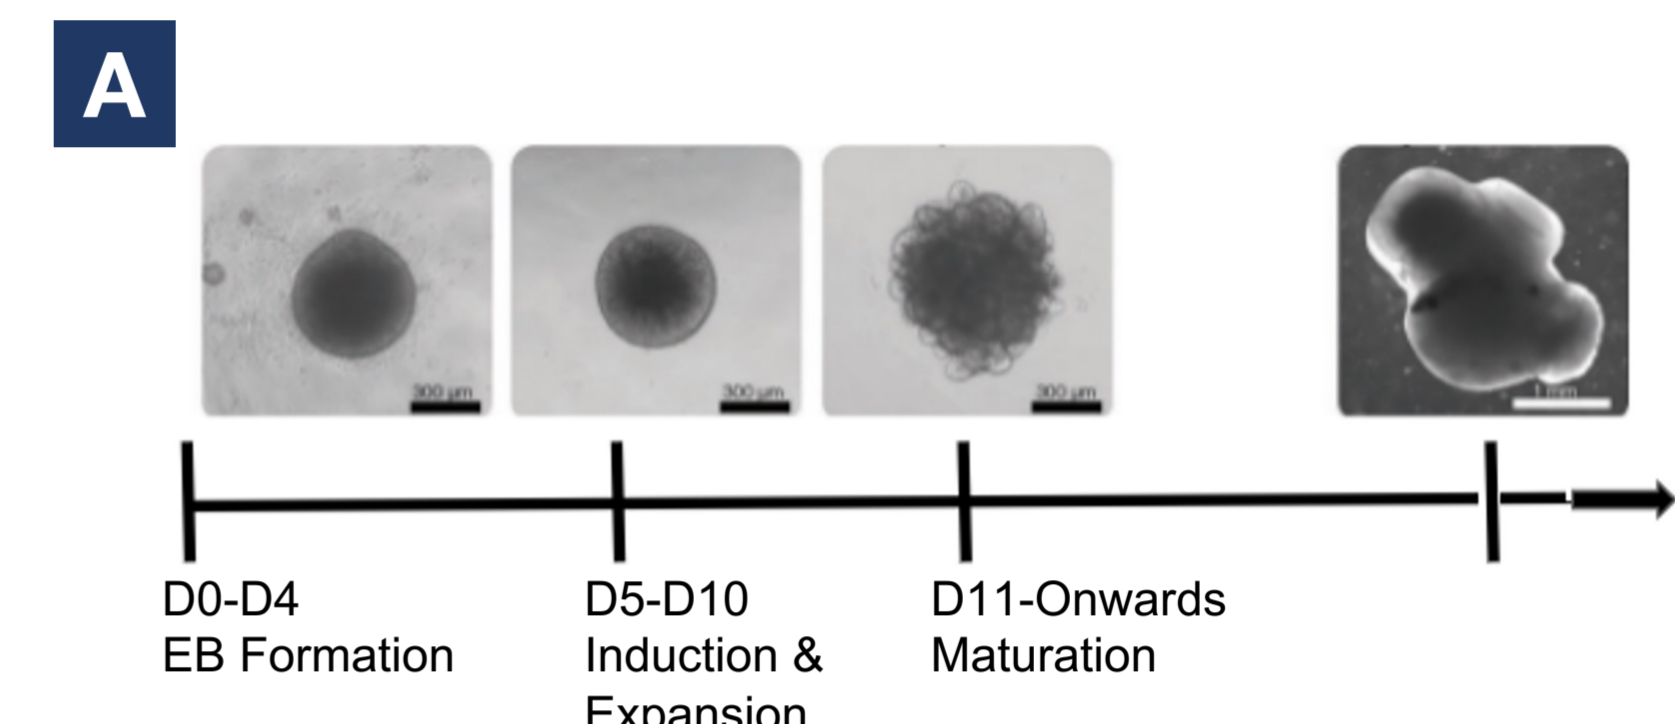 A
300 µm
300 µm
300 µm
1 mm
D0-D4
EB Formation
D5-D10
Induction &
Expansion
D11-Onwards
Maturation